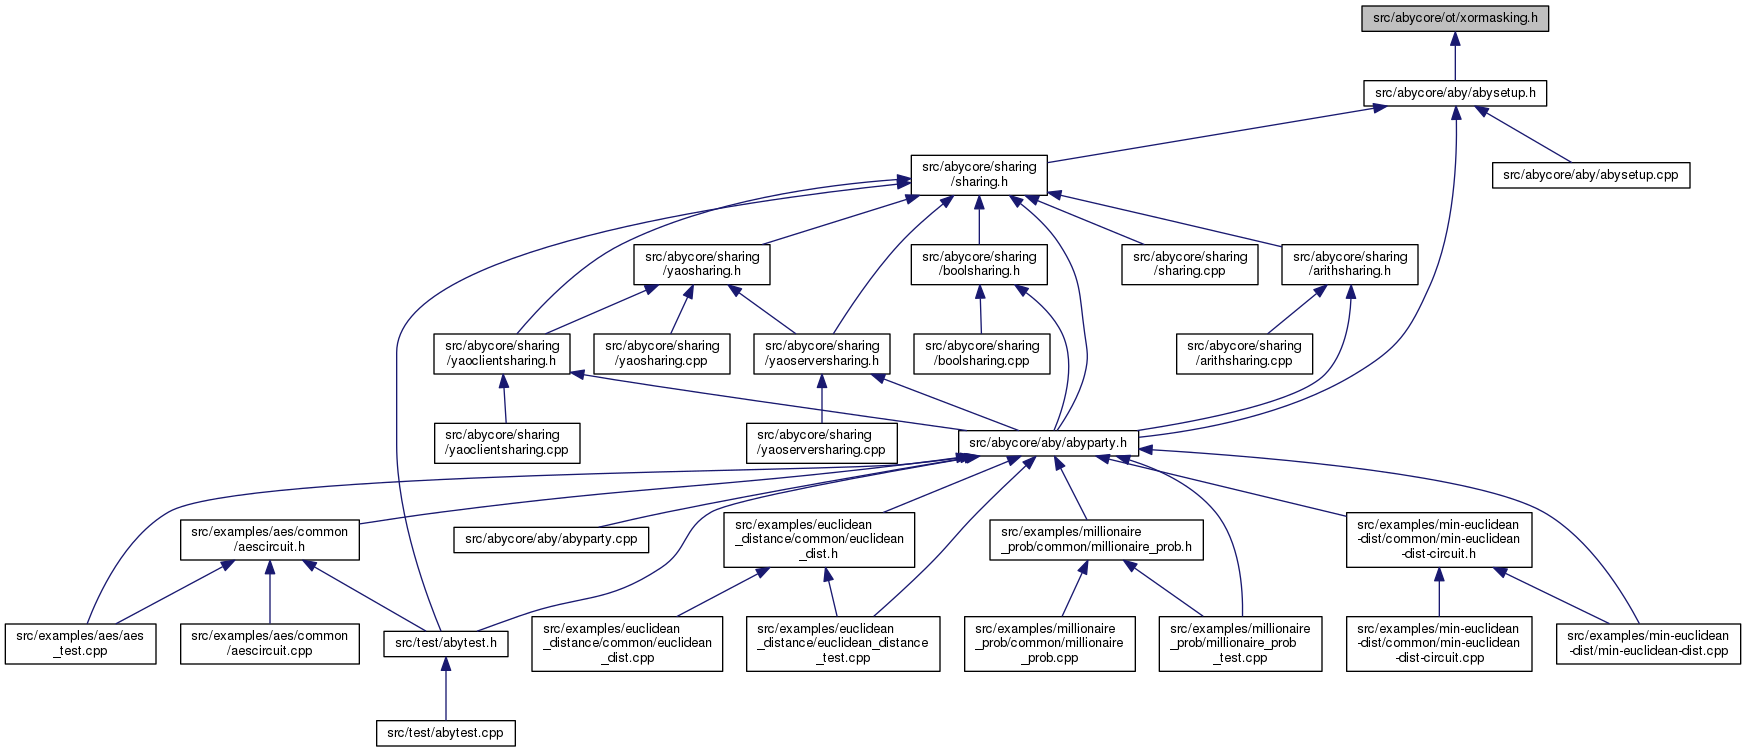 src/abycore/ot/xormasking.h
src/abycore/aby/abysetup.h
src/abycore/sharing
/sharing.h
src/abycore/aby/abysetup.cpp
src/abycore/sharing
/yaosharing.h
src/abycore/sharing
/boolsharing.h
src/abycore/sharing
/sharing.cpp
src/abycore/sharing
/arithsharing.h
src/abycore/sharing
/yaoclientsharing.h
src/abycore/sharing
/yaosharing.cpp
src/abycore/sharing
/yaoserversharing.h
src/abycore/sharing
/boolsharing.cpp
src/abycore/sharing
/arithsharing.cpp
src/abycore/sharing
/yaoclientsharing.cpp
src/abycore/sharing
/yaoserversharing.cpp
src/abycore/aby/abyparty.h
src/examples/aes/common
/aescircuit.h
src/abycore/aby/abyparty.cpp
src/examples/euclidean
_distance/common/euclidean
_dist.h
src/examples/millionaire
_prob/common/millionaire_prob.h
src/examples/min-euclidean
-dist/common/min-euclidean
-dist-circuit.h
src/examples/aes/aes
_test.cpp
src/examples/aes/common
/aescircuit.cpp
src/test/abytest.h
src/examples/euclidean
_distance/common/euclidean
_dist.cpp
src/examples/euclidean
_distance/euclidean_distance
_test.cpp
src/examples/millionaire
_prob/common/millionaire
_prob.cpp
src/examples/millionaire
_prob/millionaire_prob
_test.cpp
src/examples/min-euclidean
-dist/common/min-euclidean
-dist-circuit.cpp
src/examples/min-euclidean
-dist/min-euclidean-dist.cpp
src/test/abytest.cpp